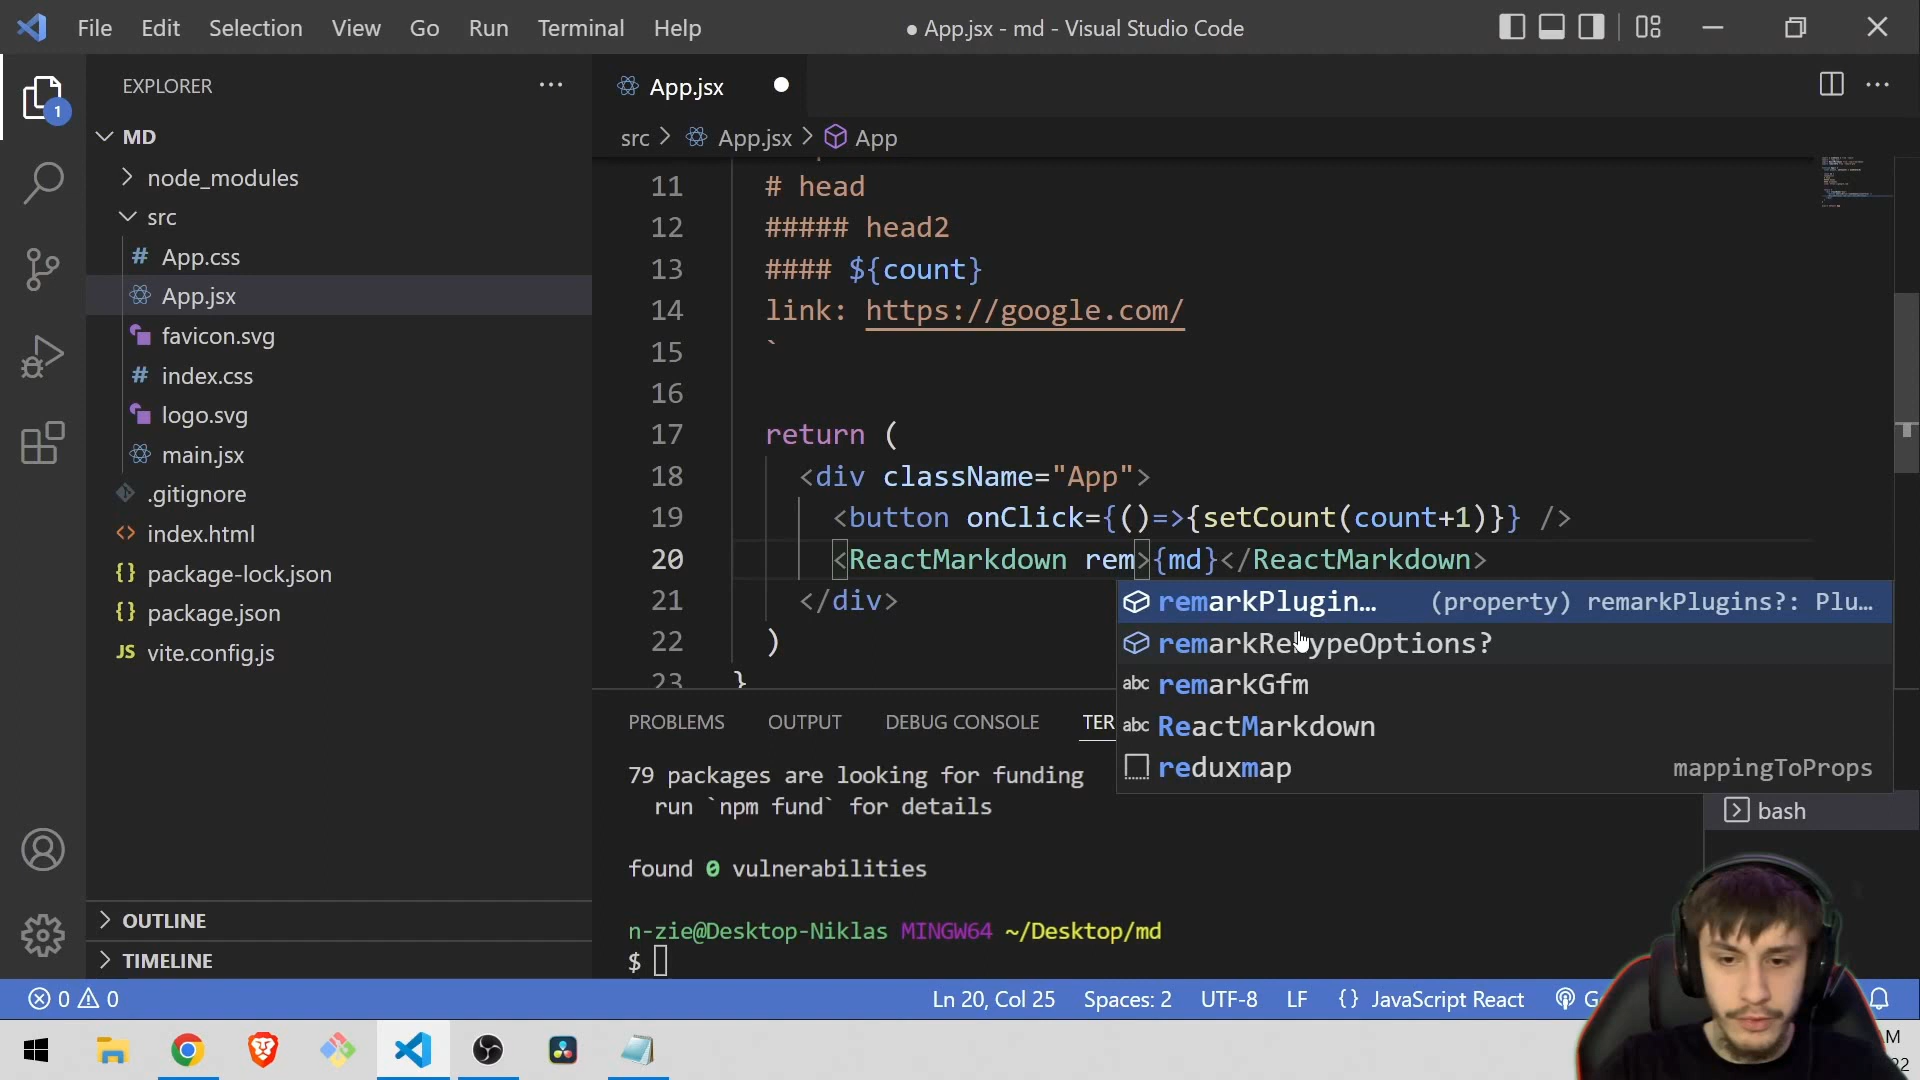 File Edit Selection View Go Run Terminal Help
● App.jsx - md - Visual Studio Code
1
EXPLORER
MD
node_modules
src
# App.css
App.jsx
favicon.svg
# index.css
logo.svg
main.jsx
.gitignore
<> index.html
{} package-lock.json
{} package.json
JS vite.config.js
OUTLINE
TIMELINE
App.jsx
src > App.jsx > App
11 # head
12 ##### head2
13 #### ${count}
14 link: https://google.com/
15 `
16
17 return (
18 <div className="App">
19 <button onClick={()=>{setCount(count+1)}} />
20 <ReactMarkdown rem>{md}</ReactMarkdown>
21 </div>
22 )
23 }
remarkPlugin… (property) remarkPlugins?: Plu…
remarkRehypeOptions?
abc remarkGfm
abc ReactMarkdown
reduxmap mappingToProps
PROBLEMS OUTPUT DEBUG CONSOLE TER
79 packages are looking for funding
run `npm fund` for details
found 0 vulnerabilities
n-zie@Desktop-Niklas MINGW64 ~/Desktop/md
$
bash
0 0
Ln 20, Col 25 Spaces: 2 UTF-8 LF {} JavaScript React G
M
22